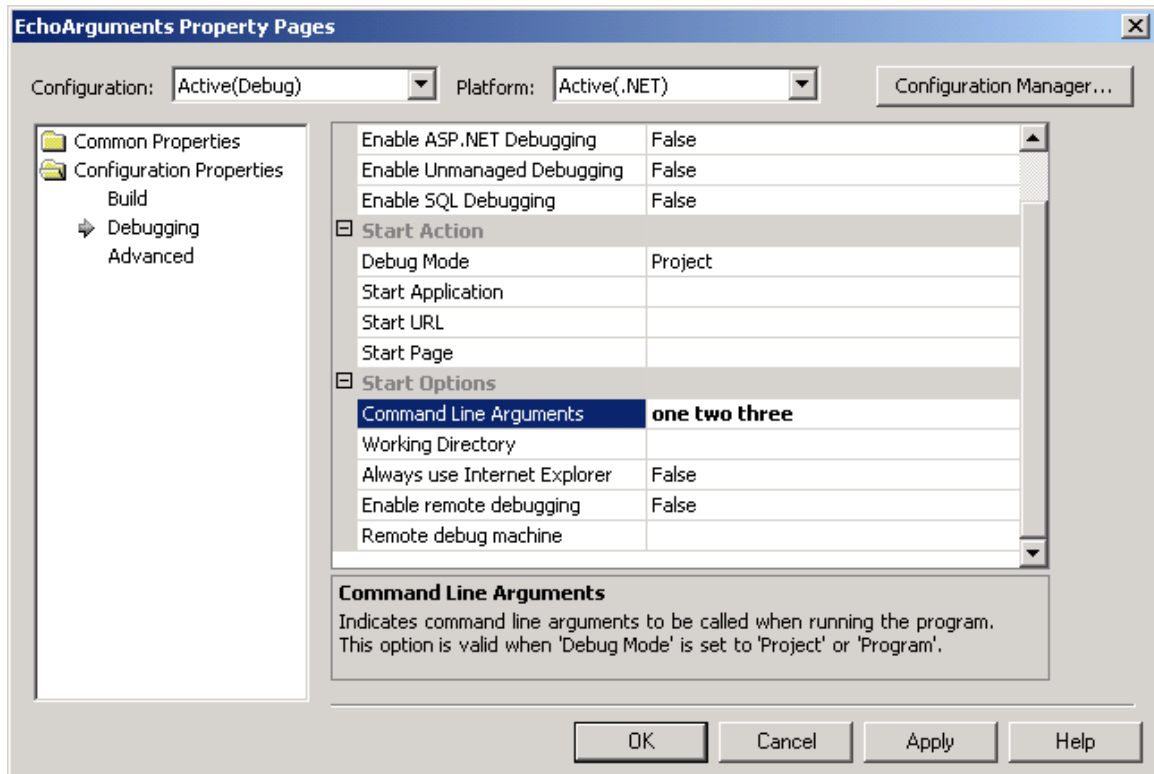 EchoArguments Property Pages
Configuration: Active(Debug) Platform: Active(.NET) Configuration Manager...
Common Properties
Configuration Properties
Build
Debugging
Advanced
Enable ASP.NET Debugging False
Enable Unmanaged Debugging False
Enable SQL Debugging False
Start Action
Debug Mode Project
Start Application
Start URL
Start Page
Start Options
Command Line Arguments one two three
Working Directory
Always use Internet Explorer False
Enable remote debugging False
Remote debug machine
Command Line Arguments
Indicates command line arguments to be called when running the program.
This option is valid when 'Debug Mode' is set to 'Project' or 'Program'.
OK Cancel Apply Help